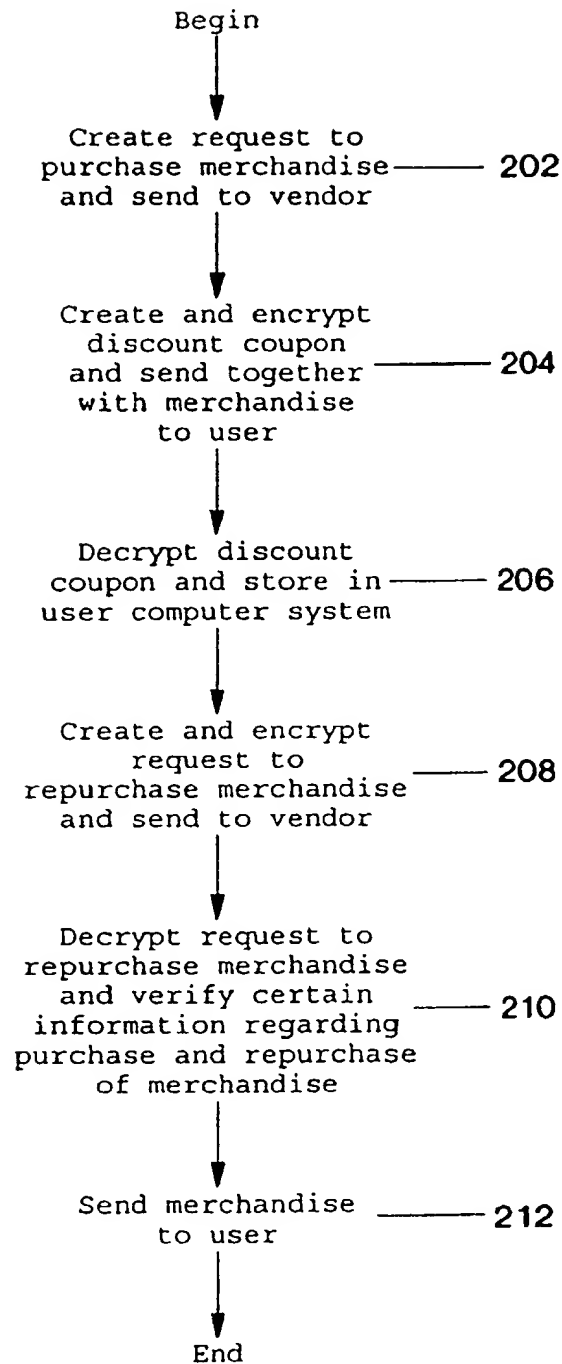 Begin
Create request to
purchase merchandise
202
and send to vendor
Create and encrypt
discount coupon
204
and send together
with merchandise
to user
Decrypt discount
coupon and store in
206
user computer system
Create and encrypt
request to
208
repurchase merchandise
and send to vendor
Decrypt request to
repurchase merchandise
and verify certain
210
information regarding
purchase and repurchase
of merchandise
Send merchandise
212
to user
End